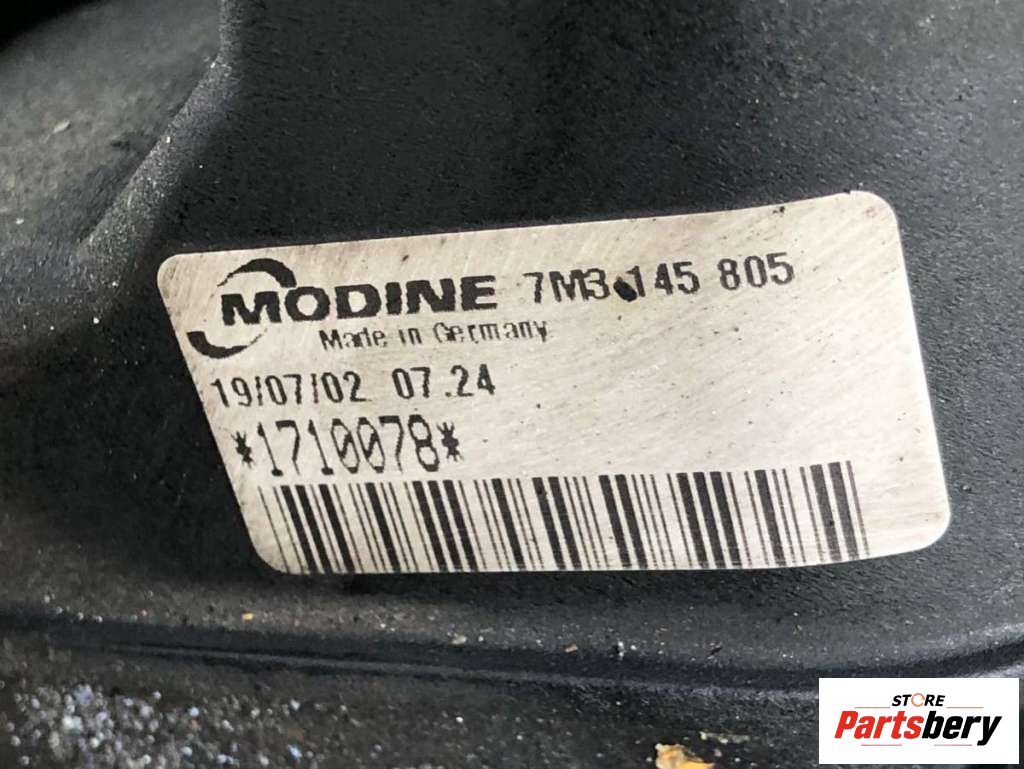 MODINE 7M3.145 805
Made in Germany
19/07/02 07.24
*1710078*
STORE
Partsbery